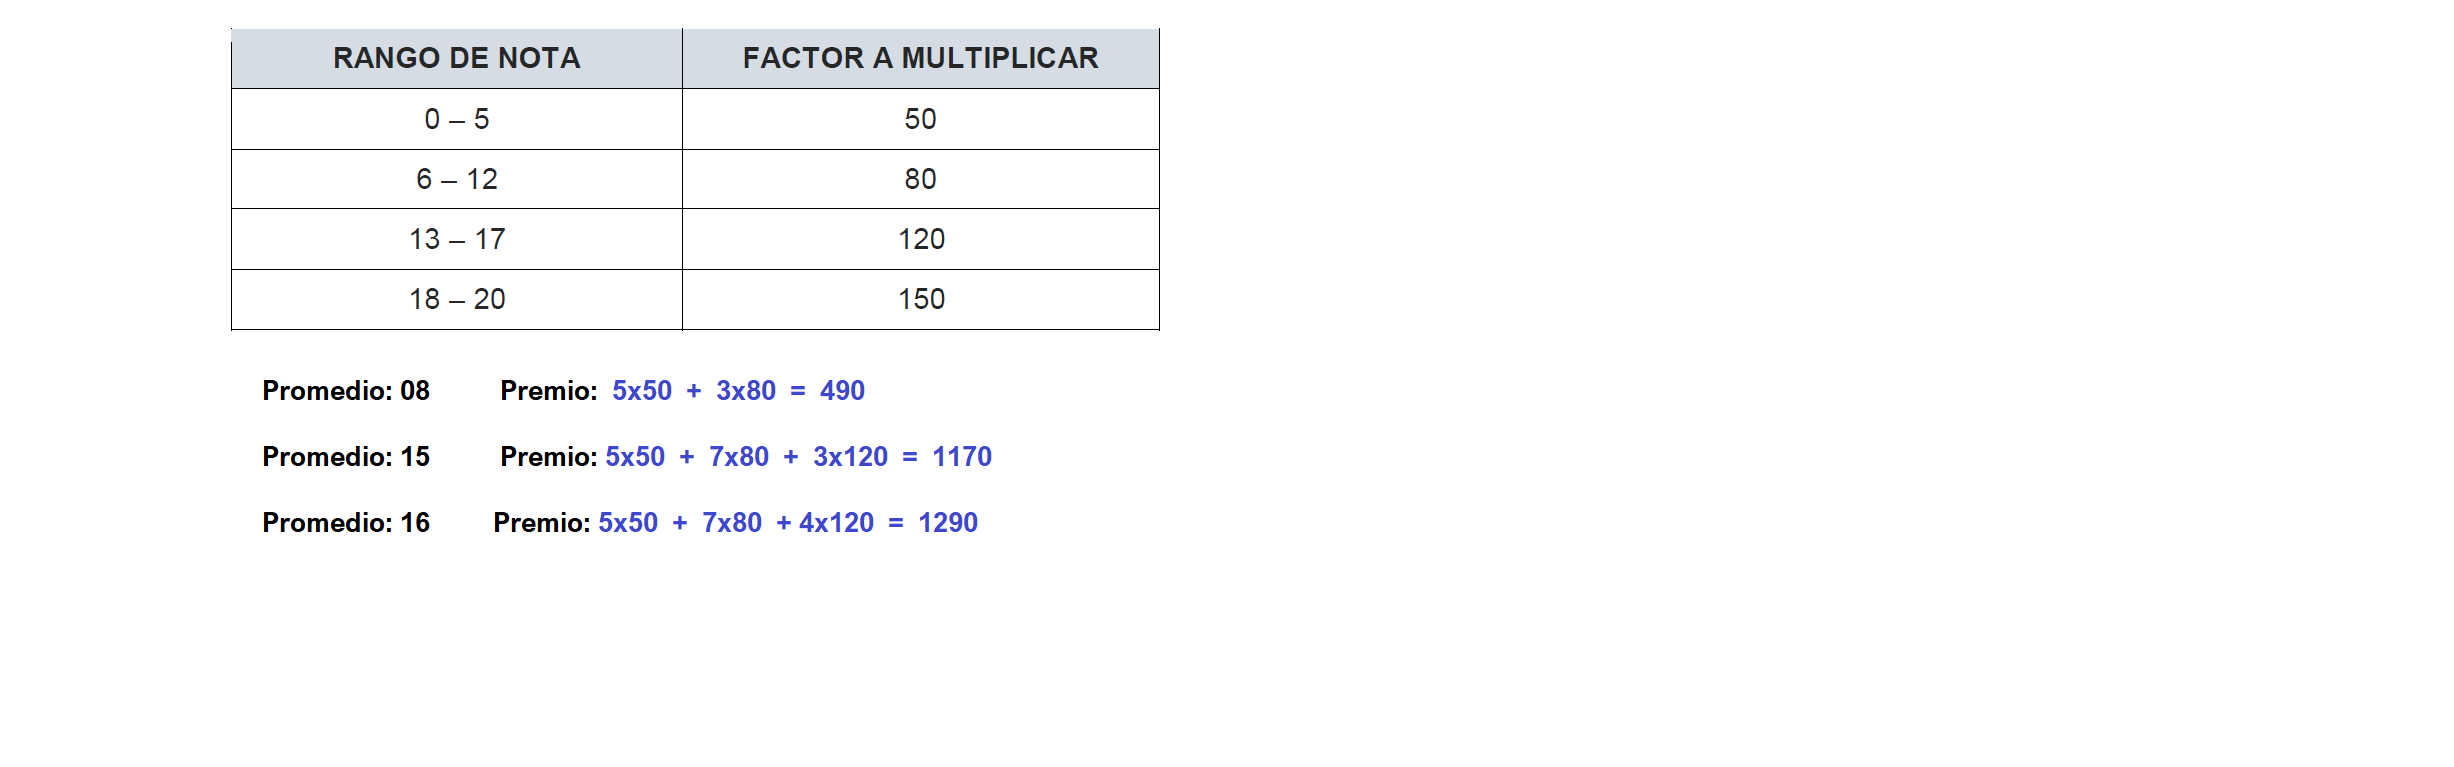 RANGO DE NOTA FACTOR A MULTIPLICAR
0 – 5 50
6 – 12 80
13 – 17 120
18 – 20 150
Promedio: 08 Premio: 5x50 + 3x80 = 490
Promedio: 15 Premio: 5x50 + 7x80 + 3x120 = 1170
Promedio: 16 Premio: 5x50 + 7x80 + 4x120 = 1290